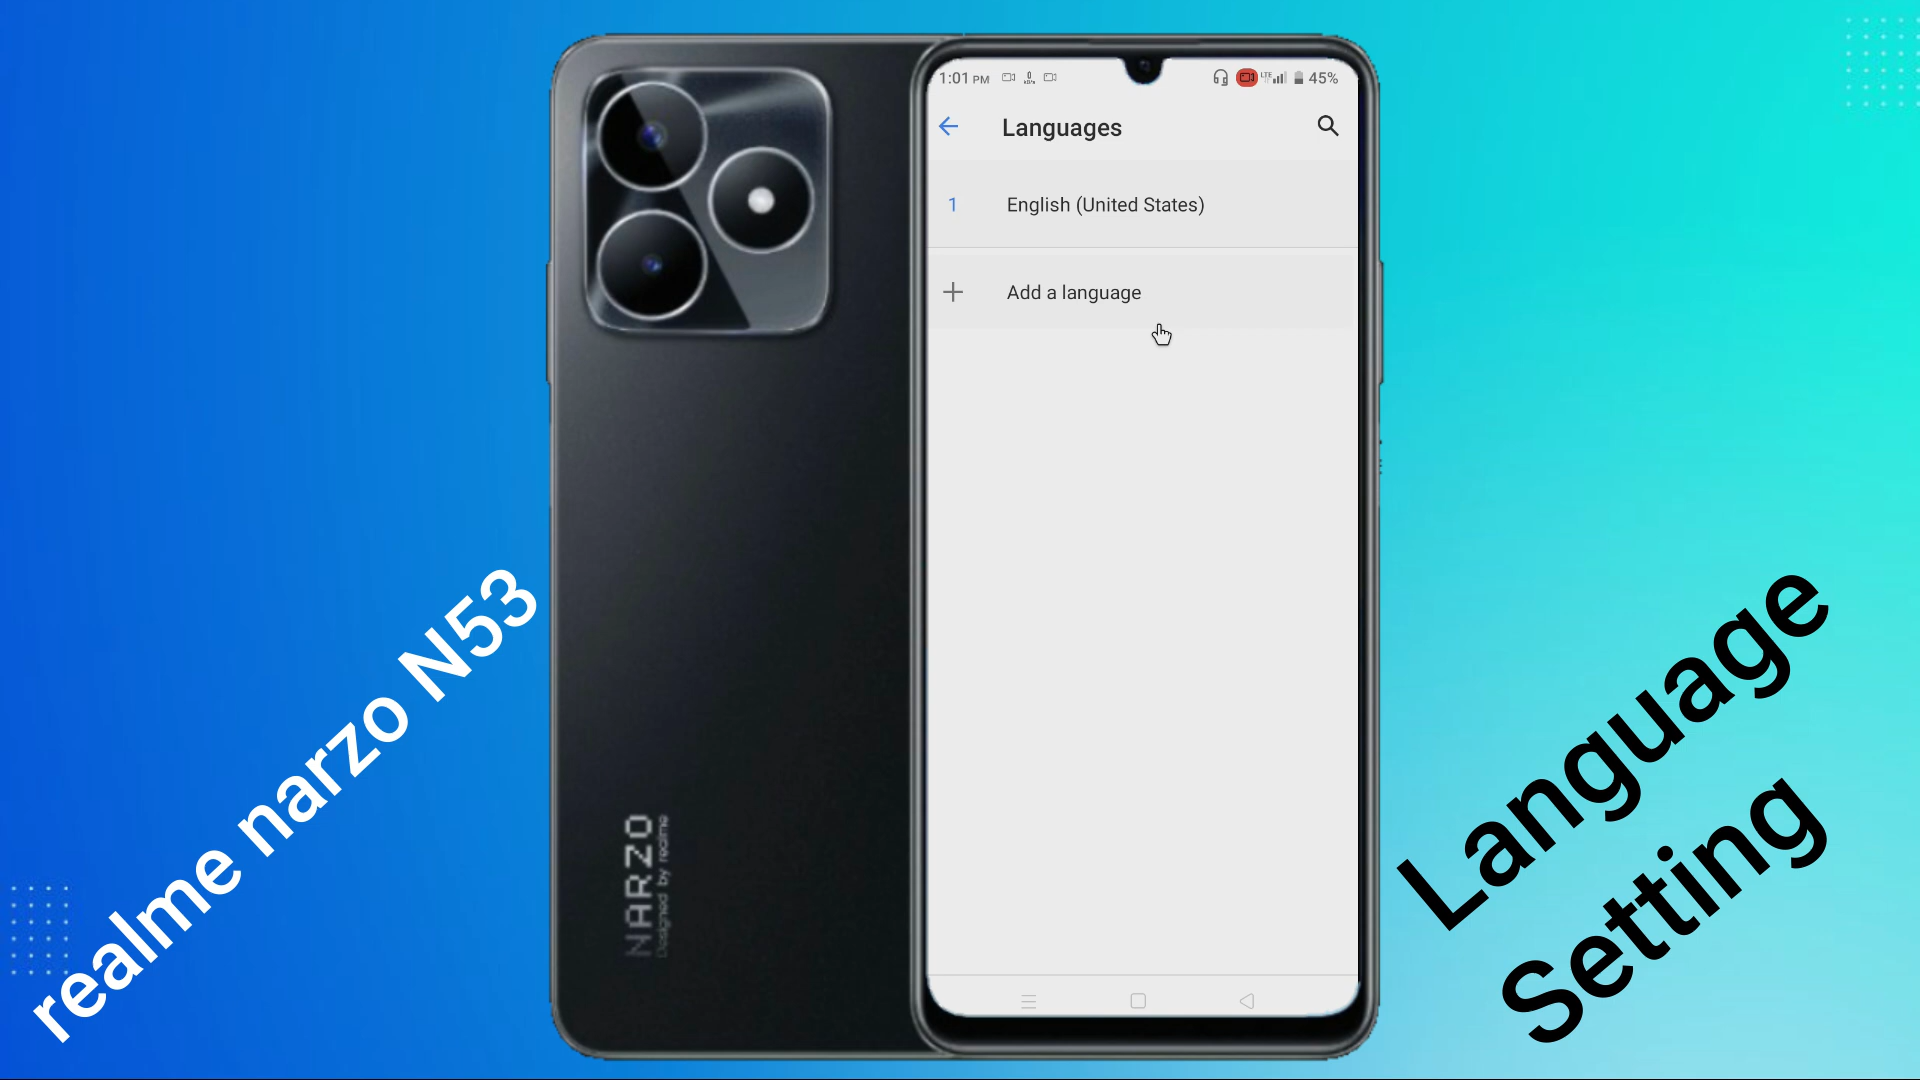 1:01 PM
LTE
45%
Languages
1
English (United States)
Add a language
realme narzo N53
NARZO
Designed by realme
Language
Setting